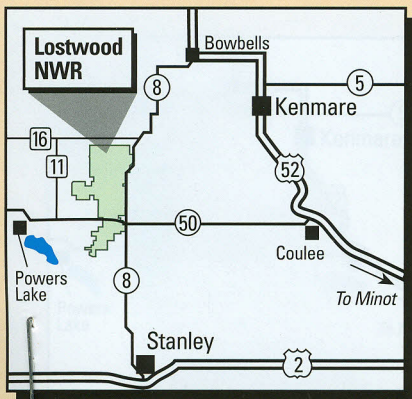 Lostwood
NWR
Bowbells
8
5
Kenmare
16
11
52
50
Coulee
Powers
Lake
8
To Minot
Stanley
2